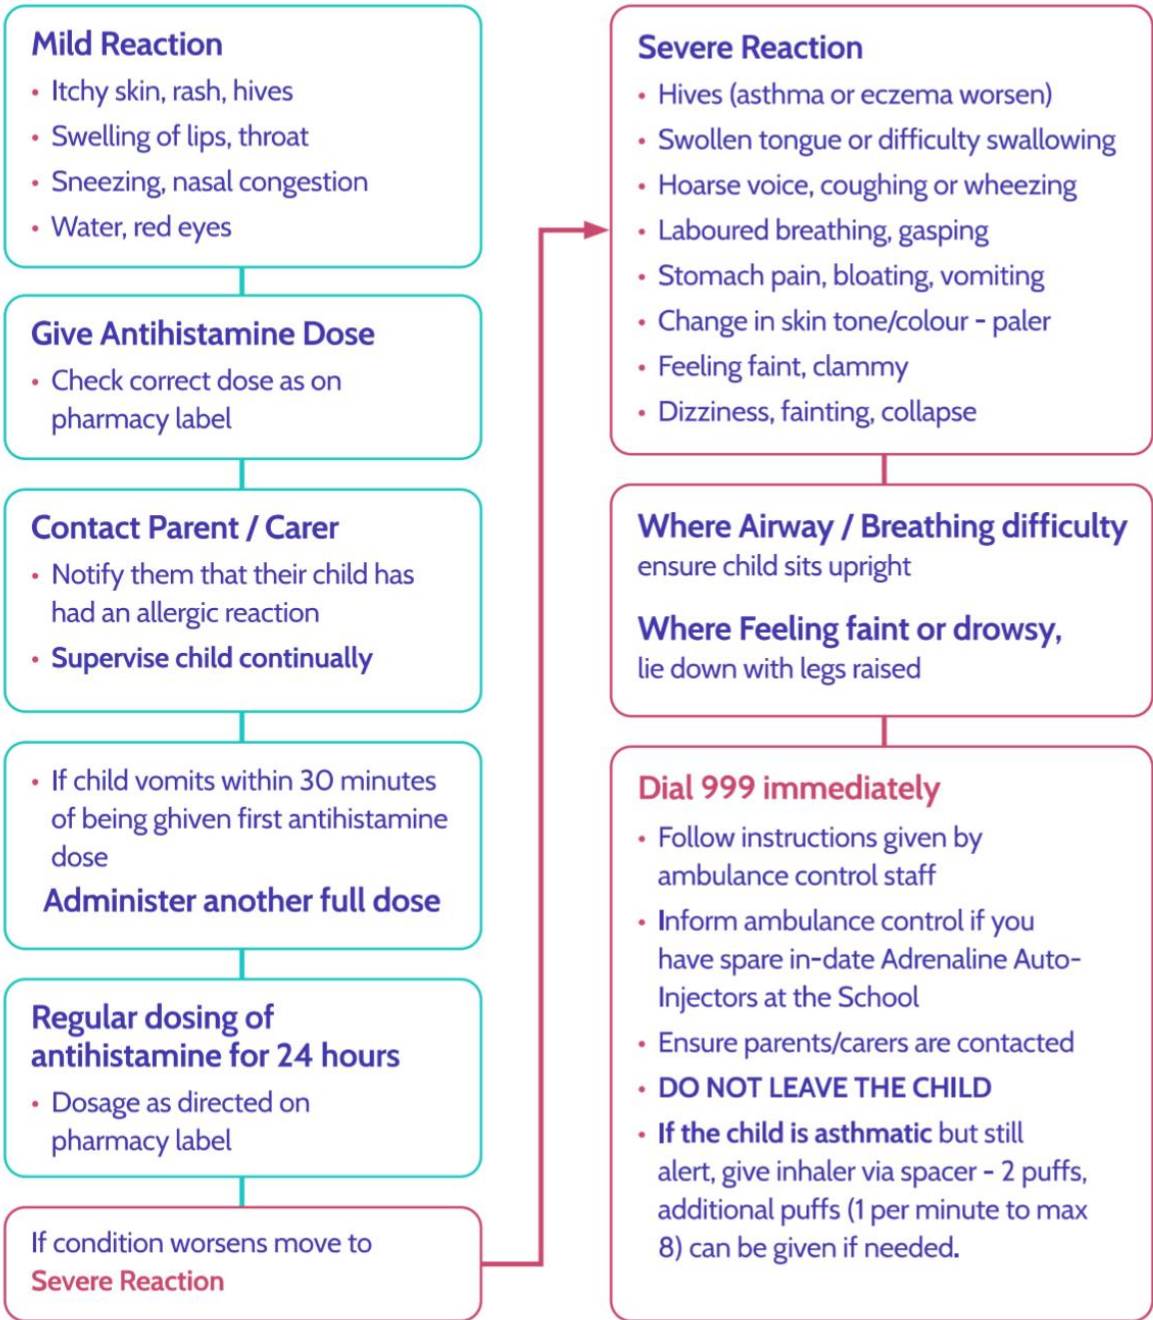 Mild Reaction
• Itchy skin, rash, hives
• Swelling of lips, throat
• Sneezing, nasal congestion
• Water, red eyes
Give Antihistamine Dose
• Check correct dose as on
pharmacy label
Contact Parent / Carer
• Notify them that their child has
had an allergic reaction
• Supervise child continually
• If child vomits within 30 minutes
of being ghiven first antihistamine
dose
Administer another full dose
Regular dosing of
antihistamine for 24 hours
• Dosage as directed on
pharmacy label
If condition worsens move to
Severe Reaction
Severe Reaction
• Hives (asthma or eczema worsen)
• Swollen tongue or difficulty swallowing
• Hoarse voice, coughing or wheezing
• Laboured breathing, gasping
• Stomach pain, bloating, vomiting
• Change in skin tone/colour - paler
• Feeling faint, clammy
• Dizziness, fainting, collapse
Where Airway / Breathing difficulty
ensure child sits upright
Where Feeling faint or drowsy,
lie down with legs raised
Dial 999 immediately
• Follow instructions given by
ambulance control staff
• Inform ambulance control if you
have spare in-date Adrenaline Auto-
Injectors at the School
• Ensure parents/carers are contacted
• DO NOT LEAVE THE CHILD
• If the child is asthmatic but still
alert, give inhaler via spacer - 2 puffs,
additional puffs (1 per minute to max
8) can be given if needed.